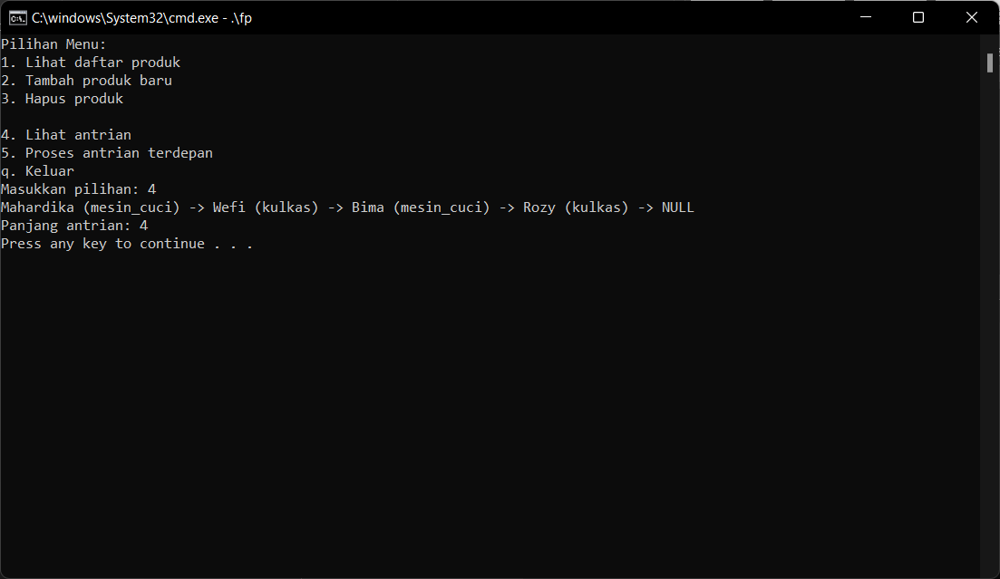 C:\windows\System32\cmd.exe - .\fp
Pilihan Menu:
1. Lihat daftar produk
2. Tambah produk baru
3. Hapus produk
4. Lihat antrian
5. Proses antrian terdepan
q. Keluar
Masukkan pilihan: 4
Mahardika (mesin_cuci) -> Wefi (kulkas) -> Bima (mesin_cuci) -> Rozy (kulkas) -> NULL
Panjang antrian: 4
Press any key to continue . . .